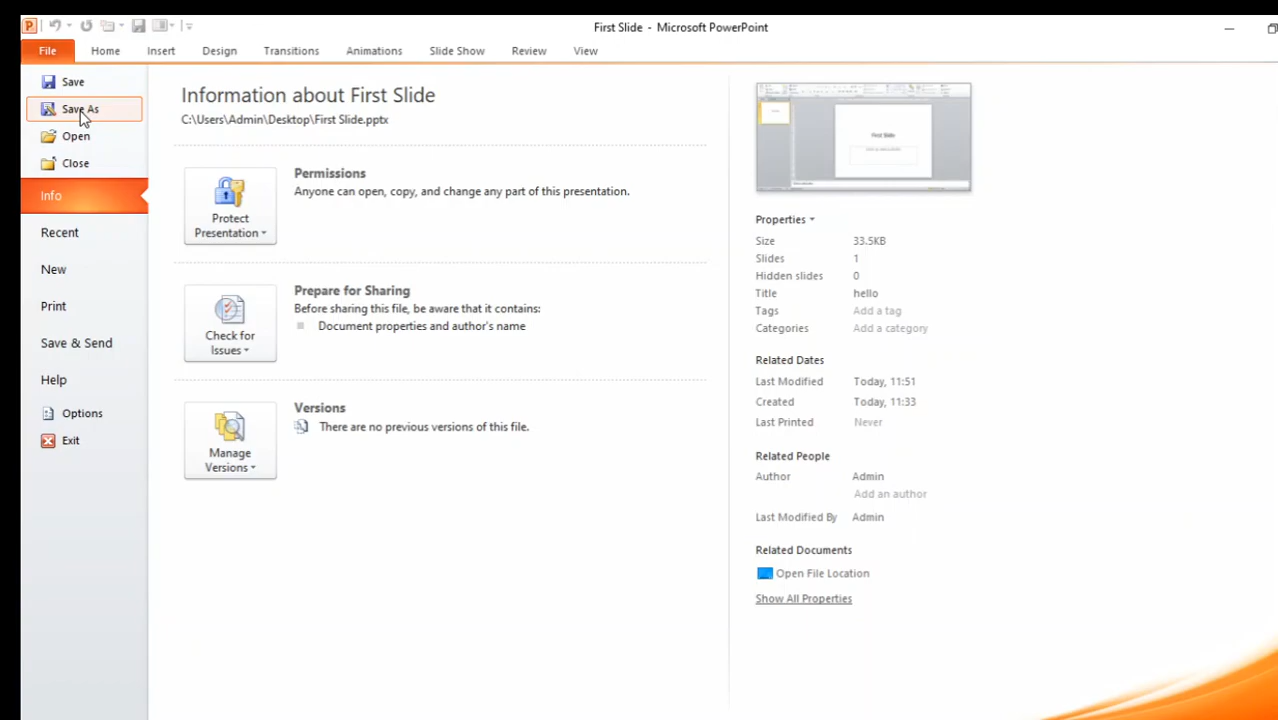 First Slide - Microsoft PowerPoint
File Home Insert Design Transitions Animations Slide Show Review View
Save
Save As
Open
Close
Info
Recent
New
Print
Save & Send
Help
Options
Exit
Information about First Slide
C:\Users\Admin\Desktop\First Slide.pptx
Protect
Presentation
Permissions
Anyone can open, copy, and change any part of this presentation.
Check for
Issues
Prepare for Sharing
Before sharing this file, be aware that it contains:
Document properties and author's name
Manage
Versions
Versions
There are no previous versions of this file.
First Slide
Properties
Size 33.5KB
Slides 1
Hidden slides 0
Title hello
Tags Add a tag
Categories Add a category
Related Dates
Last Modified Today, 11:51
Created Today, 11:33
Last Printed Never
Related People
Author Admin
Add an author
Last Modified By Admin
Related Documents
Open File Location
Show All Properties